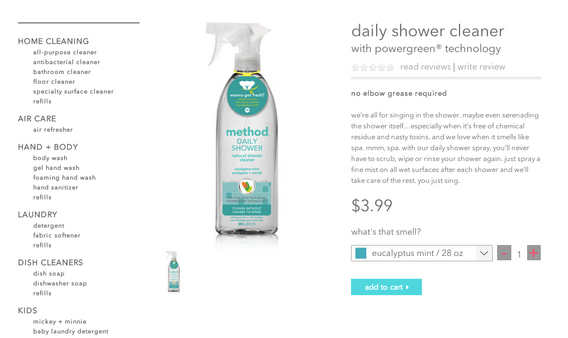 HOME CLEANING
all-purpose cleaner
antibacterial cleaner
bathroom cleaner
floor cleaner
specialty surface cleaner
refills
AIR CARE
air refresher
HAND + BODY
body wash
gel hand wash
foaming hand wash
hand sanitizer
refills
LAUNDRY
detergent
fabric softener
refills
DISH CLEANERS
dish soap
dishwasher soap
refills
KIDS
mickey + minnie
baby laundry detergent
wanna get fresh?
method
DAILY
SHOWER
natural shower
cleaner
eucalyptus mint
daily shower cleaner
with powergreen® technology
read reviews | write review
no elbow grease required
we're all for singing in the shower. maybe even serenading
the shower itself...especially when it's free of chemical
residue and nasty toxins. and we love when it smells like
spa. mmm, spa. with our daily shower spray, you'll never
have to scrub, wipe or rinse your shower again. just spray a
fine mist on all wet surfaces after each shower and we'll
take care of the rest. you just sing.
$3.99
what's that smell?
eucalyptus mint / 28 oz
- 1 +
add to cart